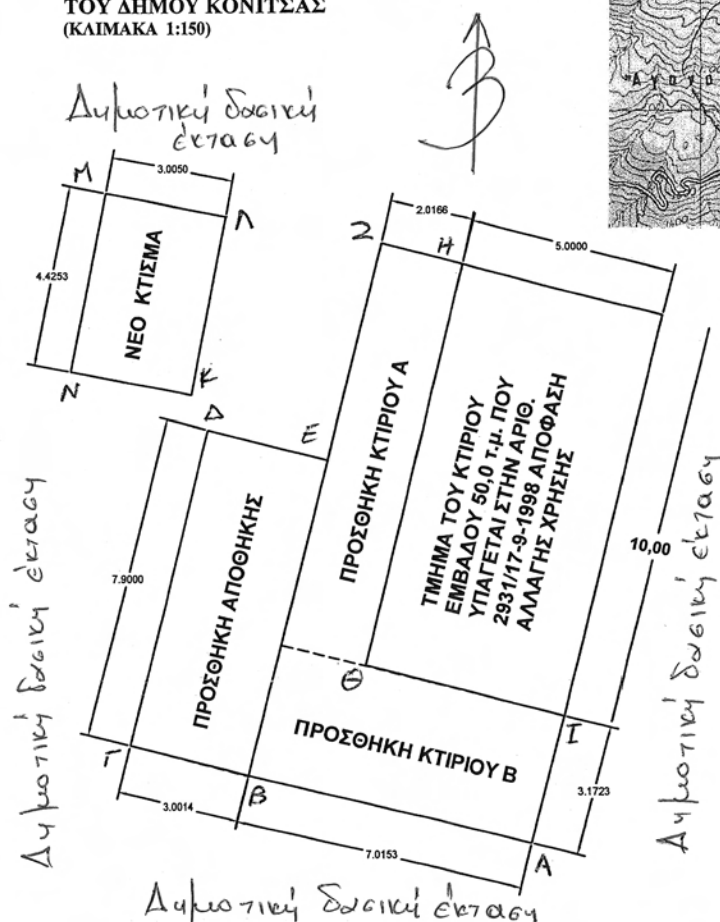 ΤΟΥ ΔΗΜΟΥ ΚΟΝΙΤΣΑΣ
(ΚΛΙΜΑΚΑ 1:150)
Δημοτική δασική
έκταση
Μ
3.0050
Λ
4.4253
ΝΕΟ ΚΤΙΣΜΑ
Ν
Κ
Β
2.0166
5.0000
Ζ
Η
ΠΡΟΣΘΗΚΗ ΚΤΙΡΙΟΥ Α
ΤΜΗΜΑ ΤΟΥ ΚΤΙΡΙΟΥ
ΕΜΒΑΔΟΥ 50,0 τ.μ. ΠΟΥ
ΥΠΑΓΕΤΑΙ ΣΤΗΝ ΑΡΙΘ.
2931/17-9-1998 ΑΠΟΦΑΣΗ
ΑΛΛΑΓΗΣ ΧΡΗΣΗΣ
10,00
Δ
Ε
7.9000
ΠΡΟΣΘΗΚΗ ΑΠΟΘΗΚΗΣ
Θ
Ι
ΠΡΟΣΘΗΚΗ ΚΤΙΡΙΟΥ Β
3.1723
Γ
Β
Α
3.0014
7.0153
Δημοτική δασική έκταση
Δημοτική δασική έκταση
Δημοτική δασική έκταση